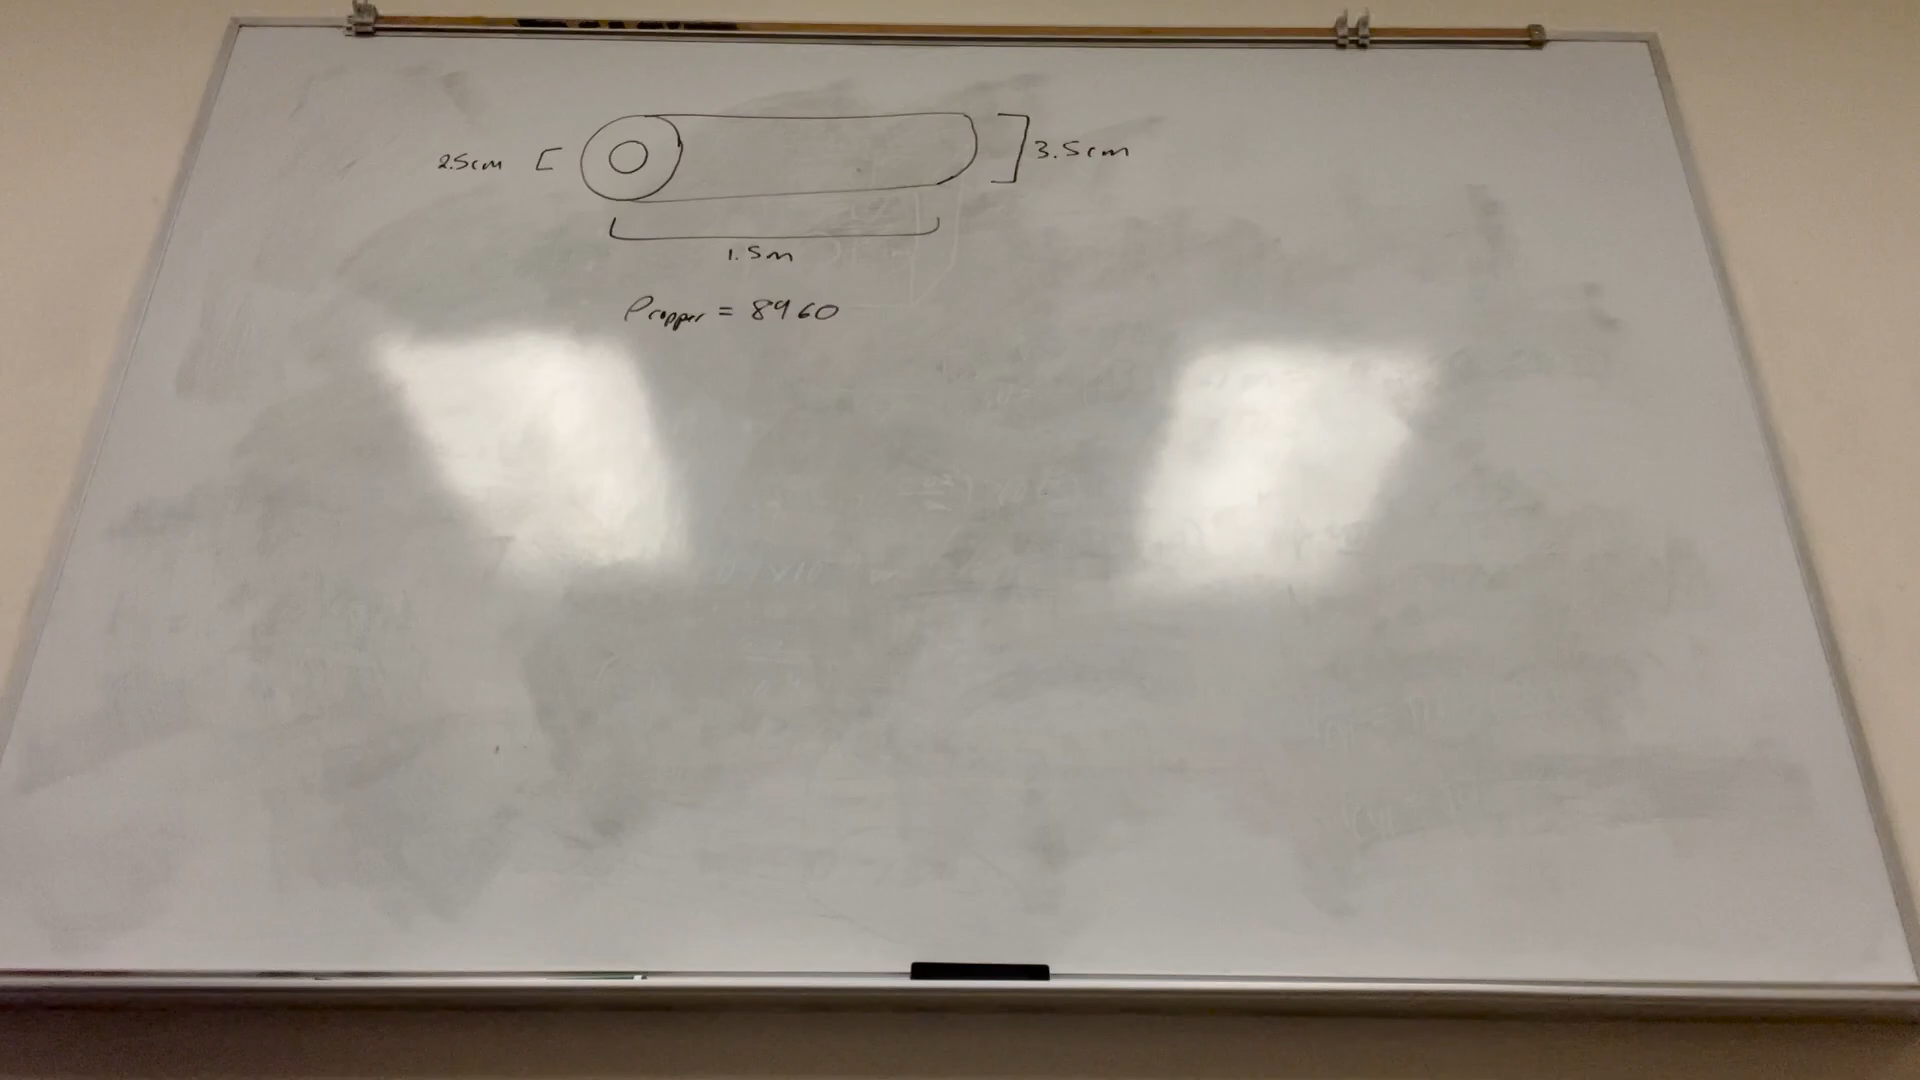 2.5cm
3.5cm
1.5m
ρcopper = 8960